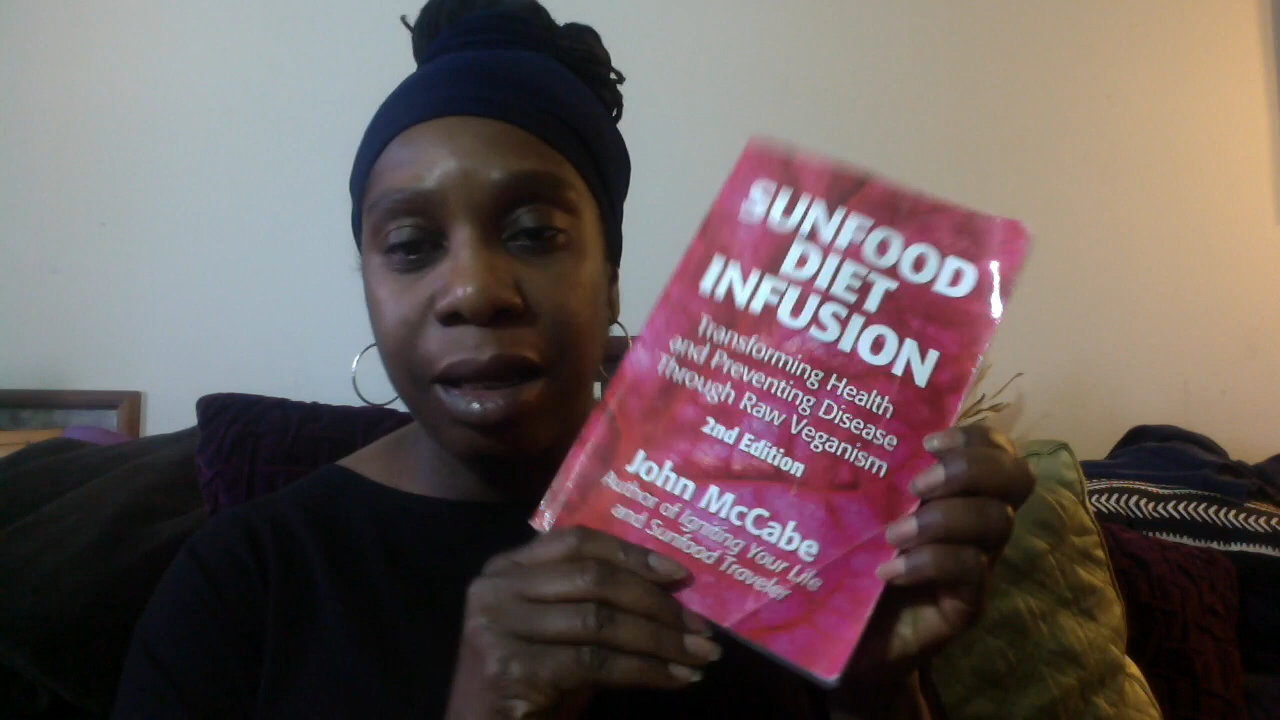 SUNFOOD
DIET
INFUSION
Transforming Health
and Preventing Disease
Through Raw Veganism
2nd Edition
John McCabe
Author of Igniting Your Life
and Sunfood Traveler